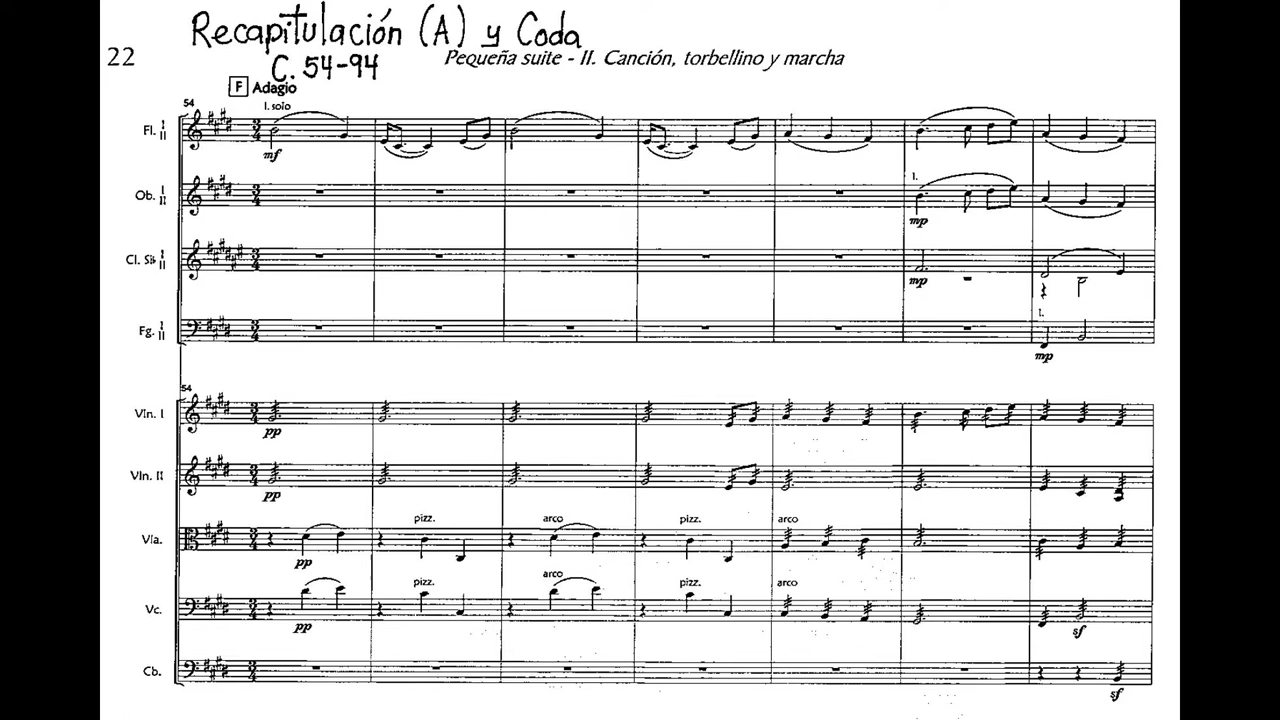 Recapitulación (A) y Coda
22
C. 54-94
Pequeña suite - II. Canción, torbellino y marcha
F Adagio
54
I. solo
Fl. I II
mf
Ob. I II
I.
mp
Cl. Si♭ I II
mp
Fg. I II
I.
mp
54
Vln. I
pp
Vln. II
pp
Vla.
pizz.
arco
pizz.
arco
pp
Vc.
pizz.
arco
pizz.
arco
pp
sf
Cb.
sf